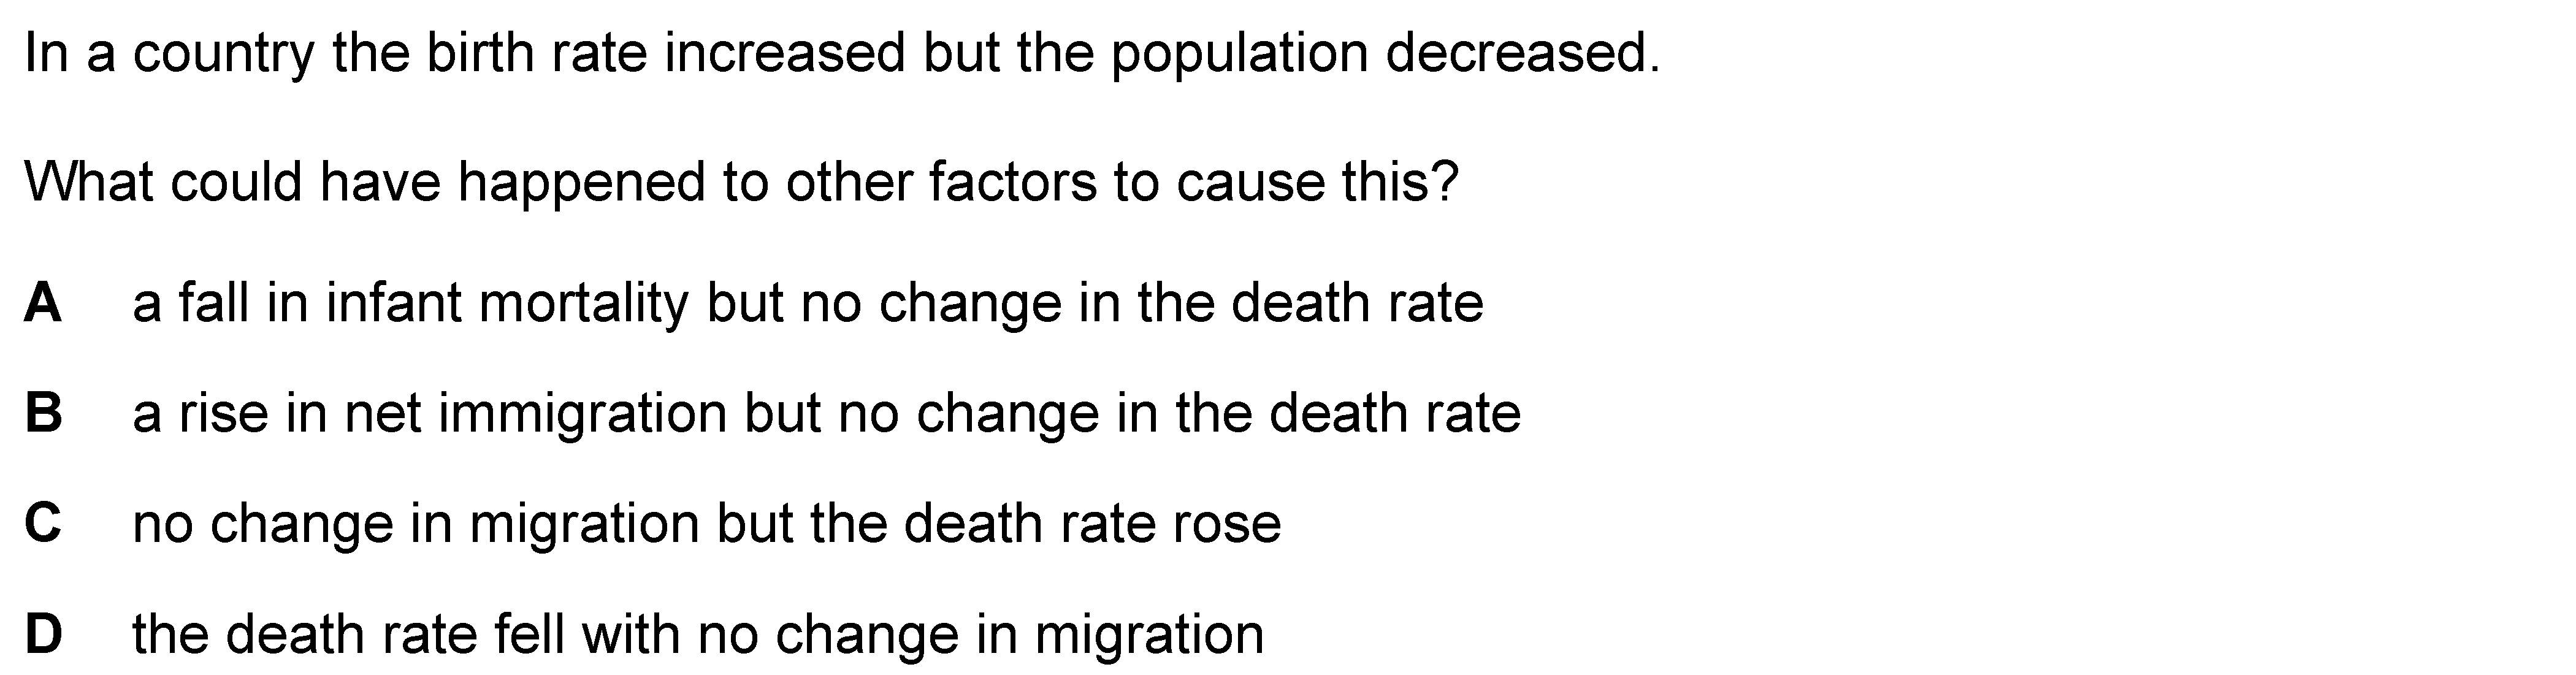 In a country the birth rate increased but the population decreased.
What could have happened to other factors to cause this?
A a fall in infant mortality but no change in the death rate
B a rise in net immigration but no change in the death rate
C no change in migration but the death rate rose
D the death rate fell with no change in migration